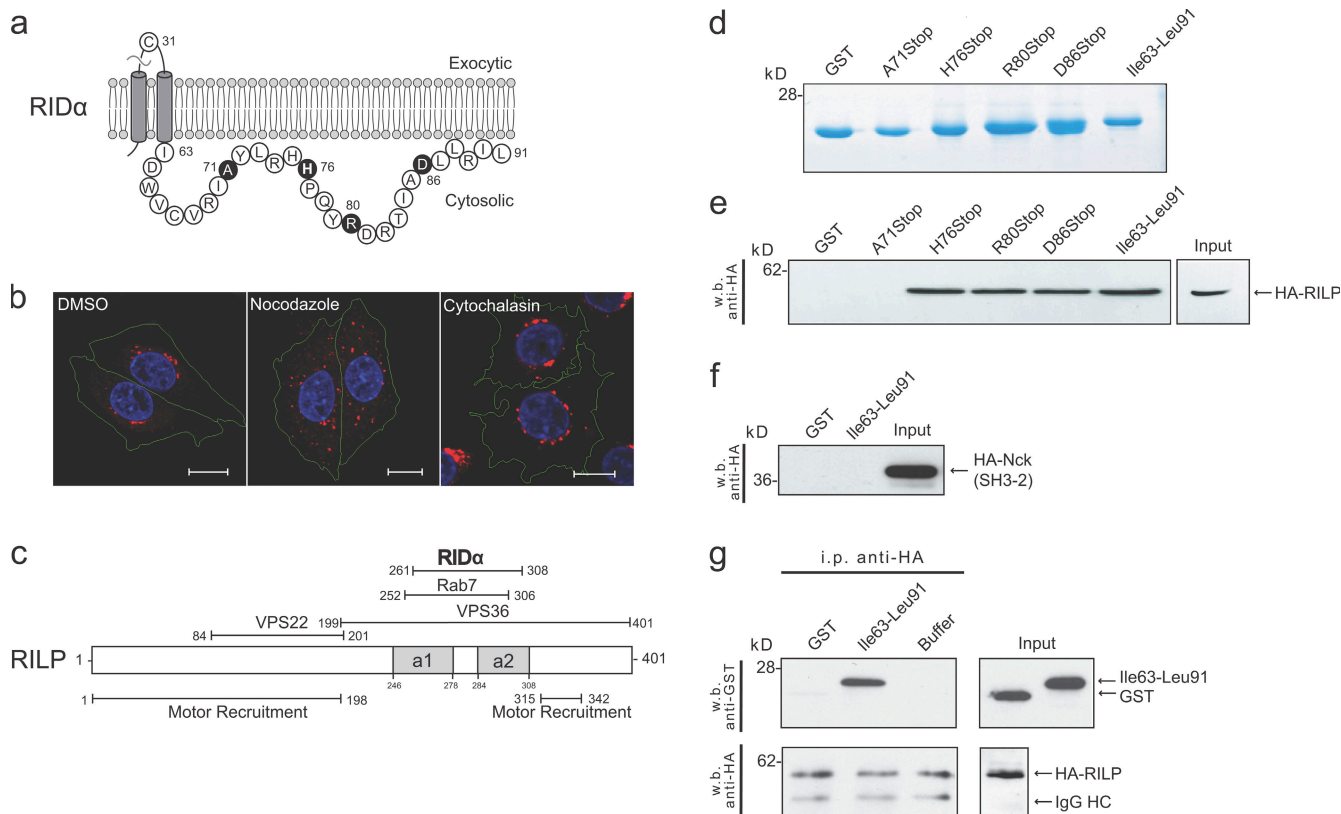 a
C 31
Exocytic
RIDα
I 63
D
W
V
C
V
R
I
71 A
Y
L
R
H
H 76
P
Q
Y
80
R
D
R
T
I
A
D 86
L
L
R
I
L 91
Cytosolic
b
DMSO
Nocodazole
Cytochalasin
c
RIDα
261 308
Rab7
252 306
VPS36
199 401
VPS22
84 201
RILP 1 a1 a2 401
246 278 284 308
1 198 315 342
Motor Recruitment Motor Recruitment
d
GST A71Stop H76Stop R80Stop D86Stop Ile63-Leu91
kD
28-
e
GST A71Stop H76Stop R80Stop D86Stop Ile63-Leu91 Input
kD
62-
w.b.
anti-HA
←HA-RILP
f
GST Ile63-Leu91 Input
kD
36-
w.b.
anti-HA
← HA-Nck
(SH3-2)
g
i.p. anti-HA
GST Ile63-Leu91 Buffer Input
kD
28-
w.b.
anti-GST
←Ile63-Leu91
←GST
62-
w.b.
anti-HA
←HA-RILP
←IgG HC